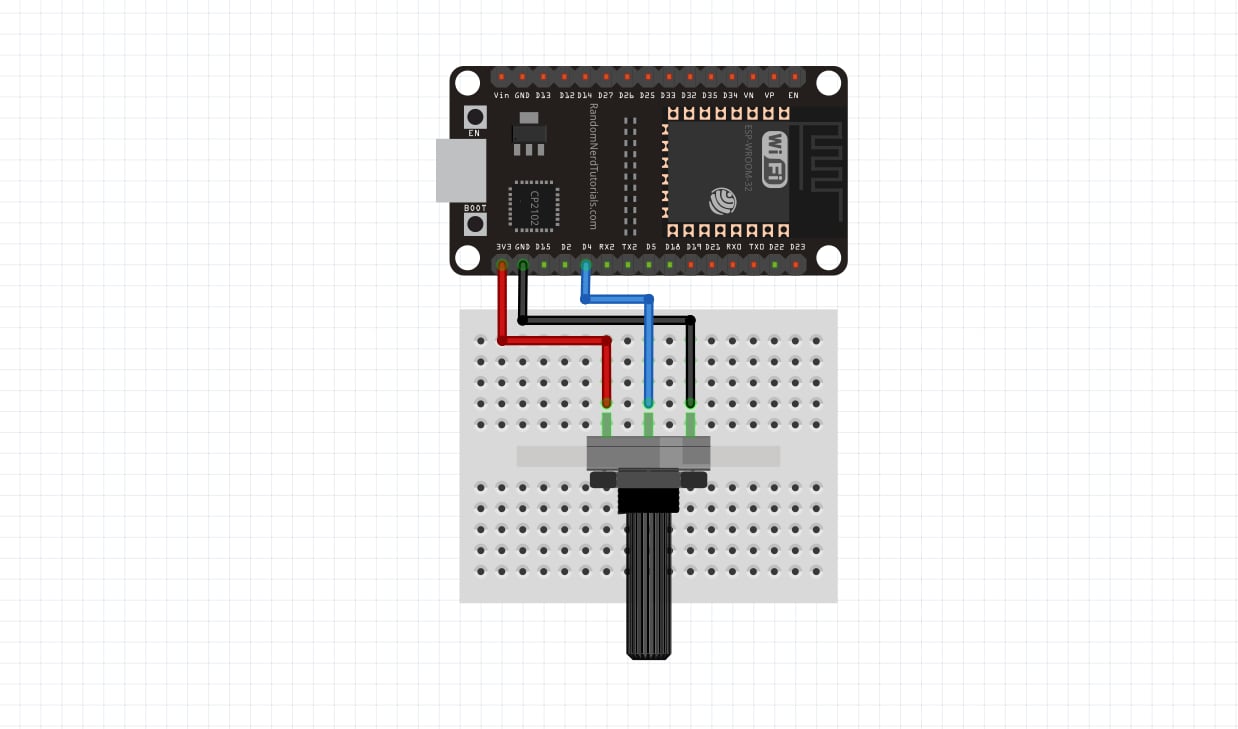 Vin GND D13 D12 D14 D27 D26 D25 D33 D32 D35 D34 VN VP EN
EN
RandomNerdTutorials.com
ESP-WROOM-32
Wi Fi
CP2102
BOOT
3V3 GND D15 D2 D4 RX2 TX2 D5 D18 D19 D21 RX0 TX0 D22 D23